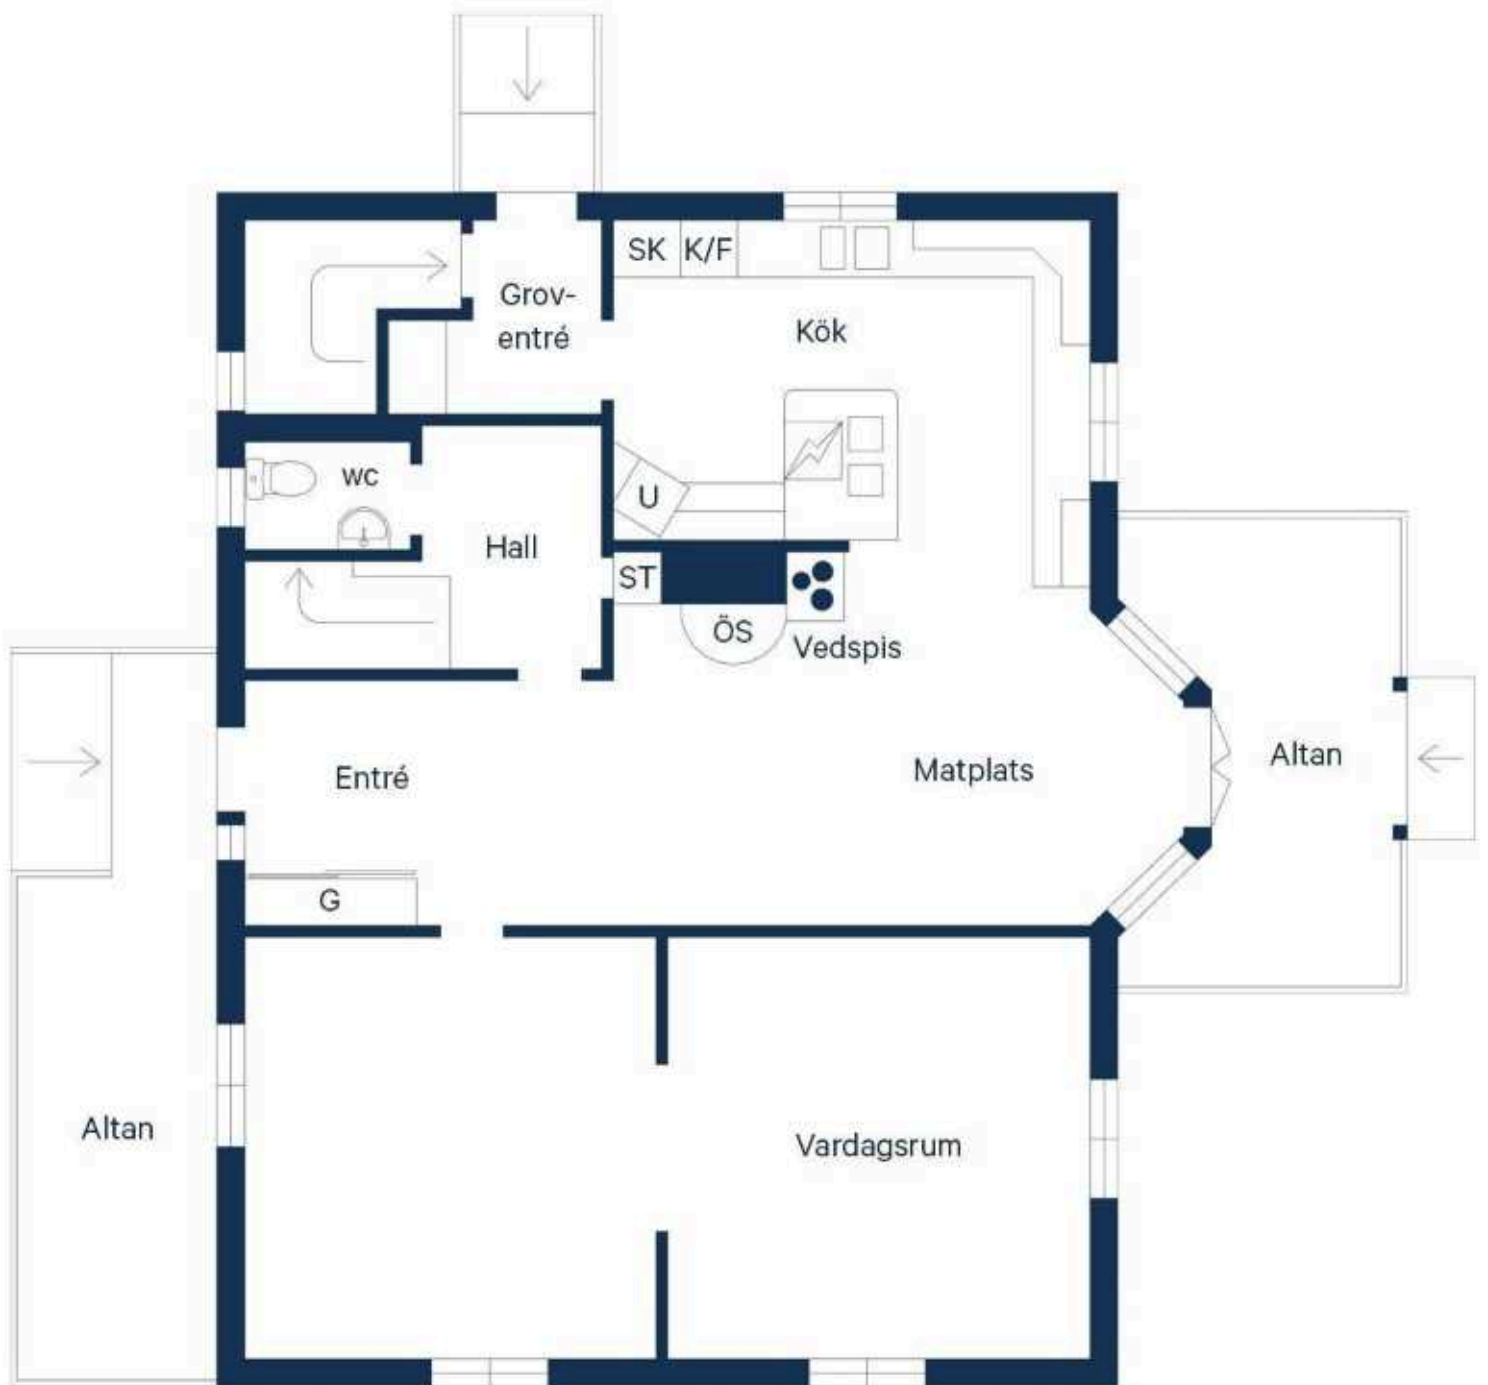 SK K/F
Grov-
entré
Kök
wc
U
Hall
ST
ÖS
Vedspis
Entré
Matplats
Altan
G
Altan
Vardagsrum